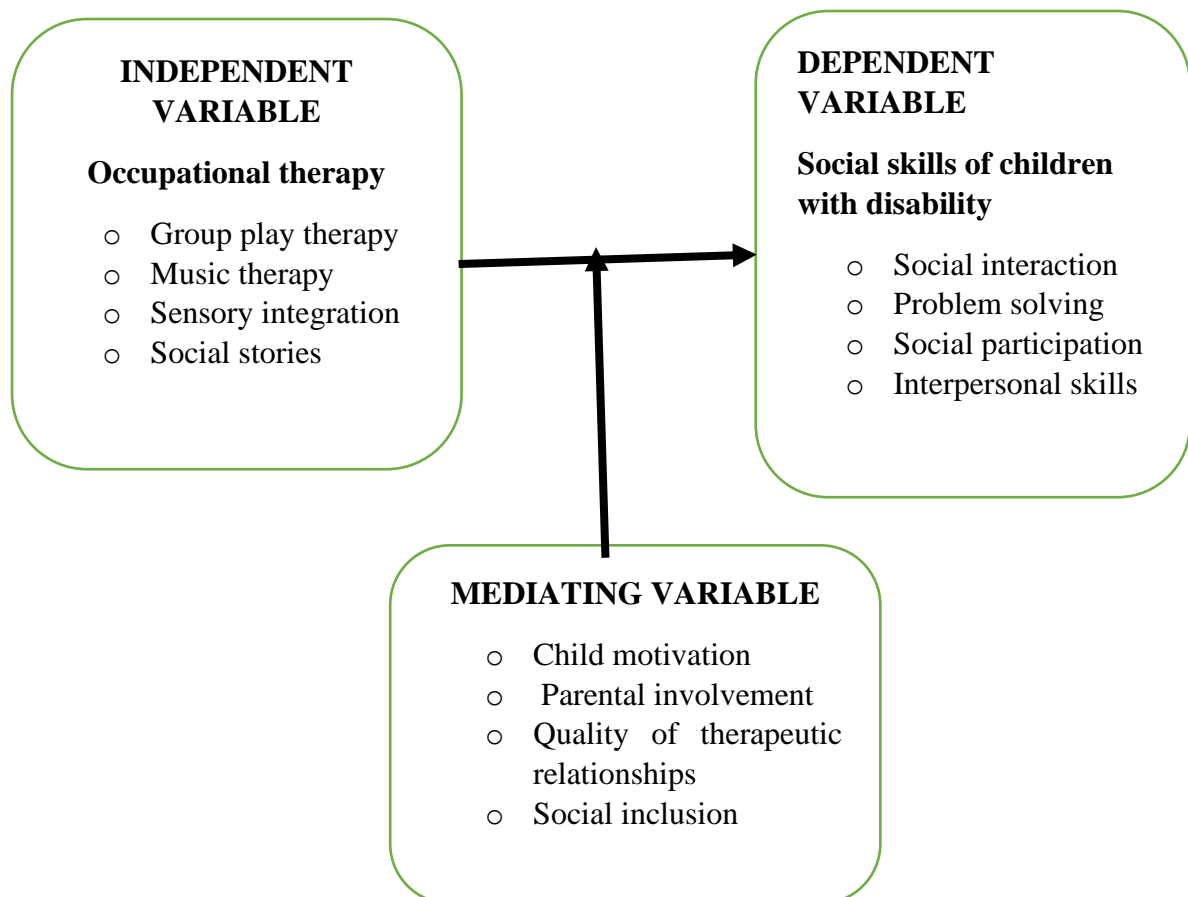 INDEPENDENT
VARIABLE
Occupational therapy
o Group play therapy
o Music therapy
o Sensory integration
o Social stories
DEPENDENT
VARIABLE
Social skills of children
with disability
o Social interaction
o Problem solving
o Social participation
o Interpersonal skills
MEDIATING VARIABLE
o Child motivation
o Parental involvement
o Quality of therapeutic
relationships
o Social inclusion